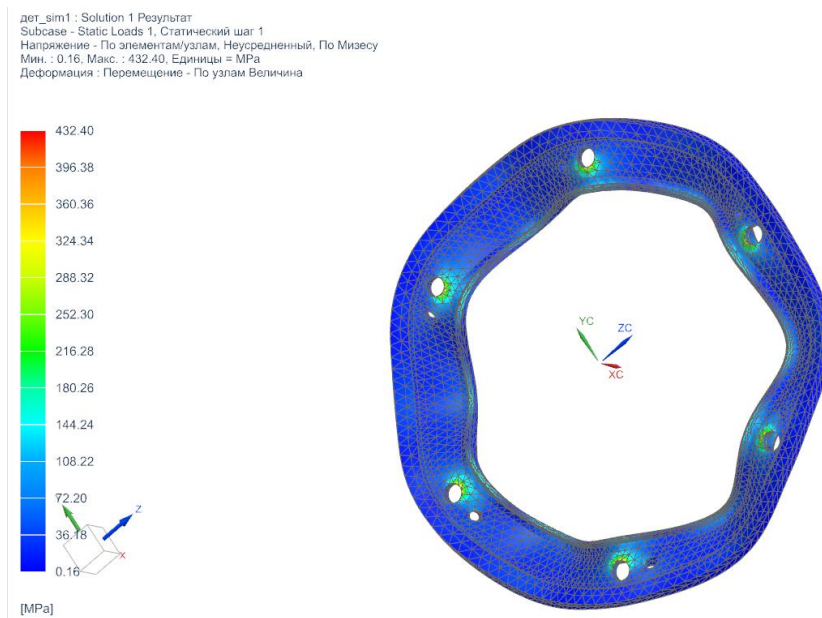 дет_sim1 : Solution 1 Результат
Subcase - Static Loads 1, Статический шаг 1
Напряжение - По элементам/узлам, Неусредненный, По Мизесу
Мин. : 0.16, Макс. : 432.40, Единицы = MPa
Деформация : Перемещение - По узлам Величина
432.40
396.38
360.36
324.34
288.32
252.30
216.28
180.26
144.24
108.22
72.20
36.18
0.16
[MPa]
Z
X
YC
ZC
XC